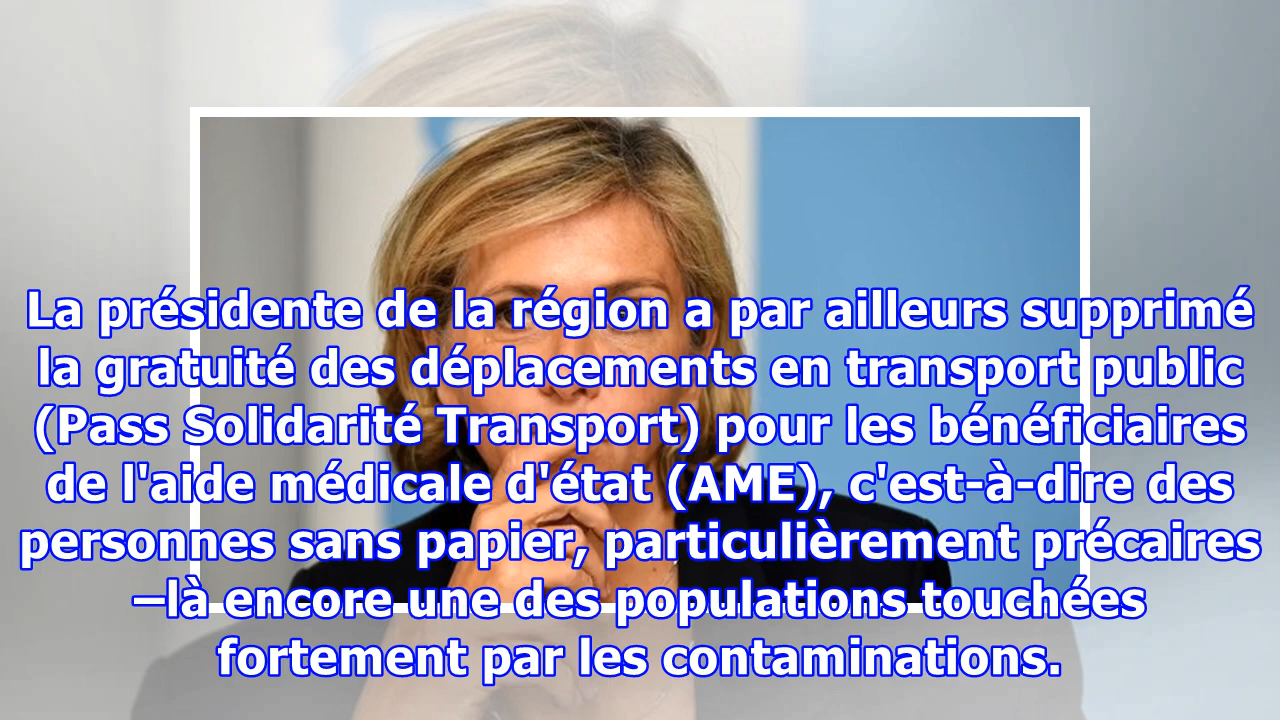 La présidente de la région a par ailleurs supprimé
la gratuité des déplacements en transport public
(Pass Solidarité Transport) pour les bénéficiaires
de l'aide médicale d'état (AME), c'est-à-dire des
personnes sans papier, particulièrement précaires
—là encore une des populations touchées
fortement par les contaminations.